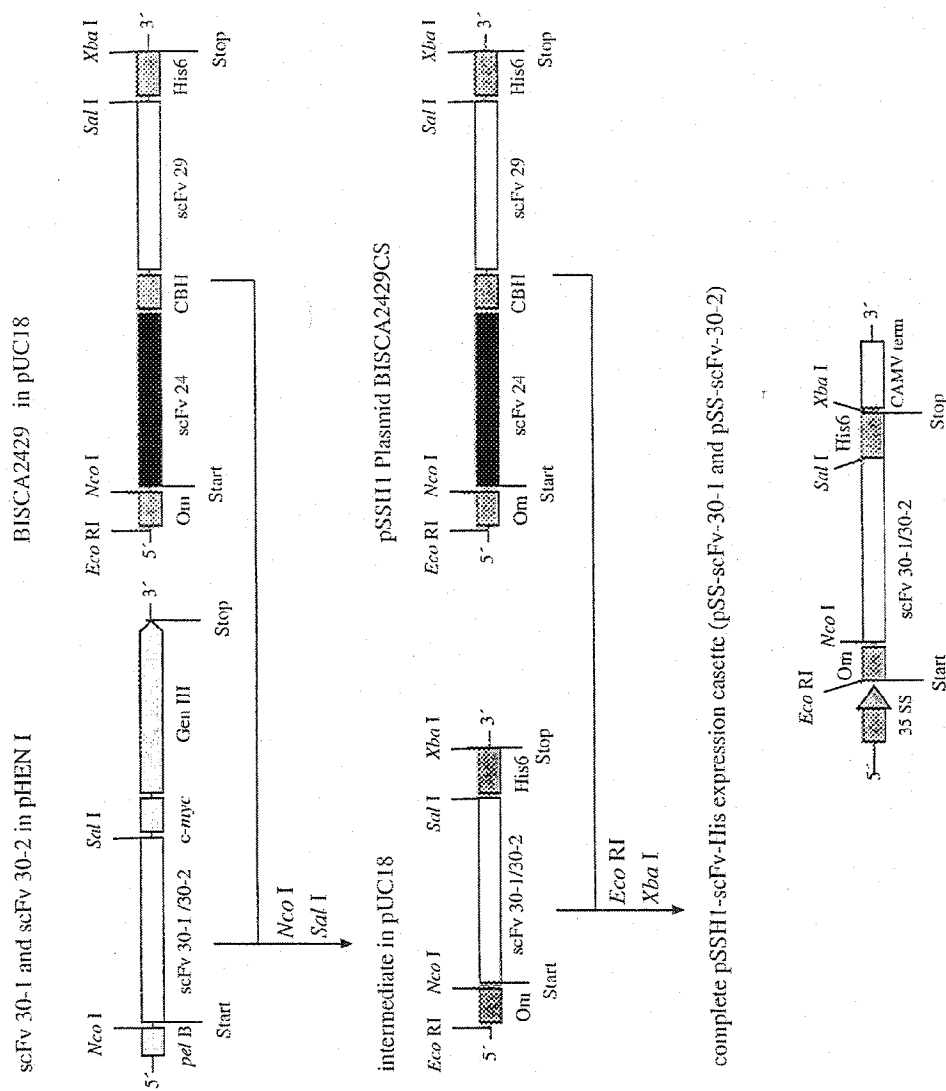 scFv 30-1 and scFv 30-2 in pHEN I
Nco I
Sal I
5´
3´
pel B
scFv 30-1 /30-2
c-myc
Gen III
Start
Stop
BISCA2429 in pUC18
Eco RI
Nco I
Sal I
Xba I
5´
3´
Om
scFv 24
CBH
scFv 29
His6
Start
Stop
Nco I
Sal I
intermediate in pUC18
Eco RI
Nco I
Sal I
Xba I
5´
3´
Om
scFv 30-1/30-2
His6
Start
Stop
pSSH1 Plasmid BISCA2429CS
Eco RI
Nco I
Sal I
Xba I
5´
3´
Om
scFv 24
CBH
scFv 29
His6
Start
Stop
Eco RI
Xba I
complete pSSH1-scFv-His expression casette (pSS-scFv-30-1 and pSS-scFv-30-2)
Eco RI
Om
Nco I
Sal I
His6
Xba I
5´
3´
35 SS
scFv 30-1/30-2
CAMV term
Start
Stop